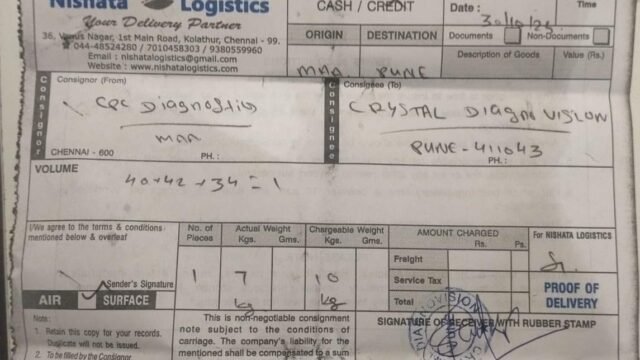 Nishata Logistics
Your Delivery Partner
36, Venus Nagar, 1st Main Road, Kolathur, Chennai - 99.
044-48524280 / 7010458303 / 9380559960
Email : nishatalogistics@gmail.com
Website : www.nishatalogistics.com
CASH / CREDIT
Date :
Time
ORIGIN
DESTINATION
Documents
Non-Documents
Description of Goods
Value (Rs.)
MAA
PUNE
Consignor
Consignor (From)
CPC Diagnostics
MAA
CHENNAI - 600
PH. :
Consignee
Consignee (To)
CRYSTAL Diagno VISION
PUNE - 411043
PH. :
VOLUME
40+42+34 = 1
I/We agree to the terms & conditions
mentioned below & overleaf
Sender's Signature
AIR
SURFACE
No. of
Pieces
Actual Weight
Kgs.
Gms.
Chargeable Weight
Kgs.
Gms.
1
7
kg
10
kg
AMOUNT CHARGED
Rs.
Ps.
Freight
Service Tax
Total
For NISHATA LOGISTICS
PROOF OF
DELIVERY
SIGNATURE OF RECEIVER WITH RUBBER STAMP
Note :
1. Retain this copy for your records.
Duplicate will not be issued.
2. To be filled by the Consignor
This is non-negotiable consignment
note subject to the conditions of
carriage. The company's liability for
the mentioned shall be compensated to a sum